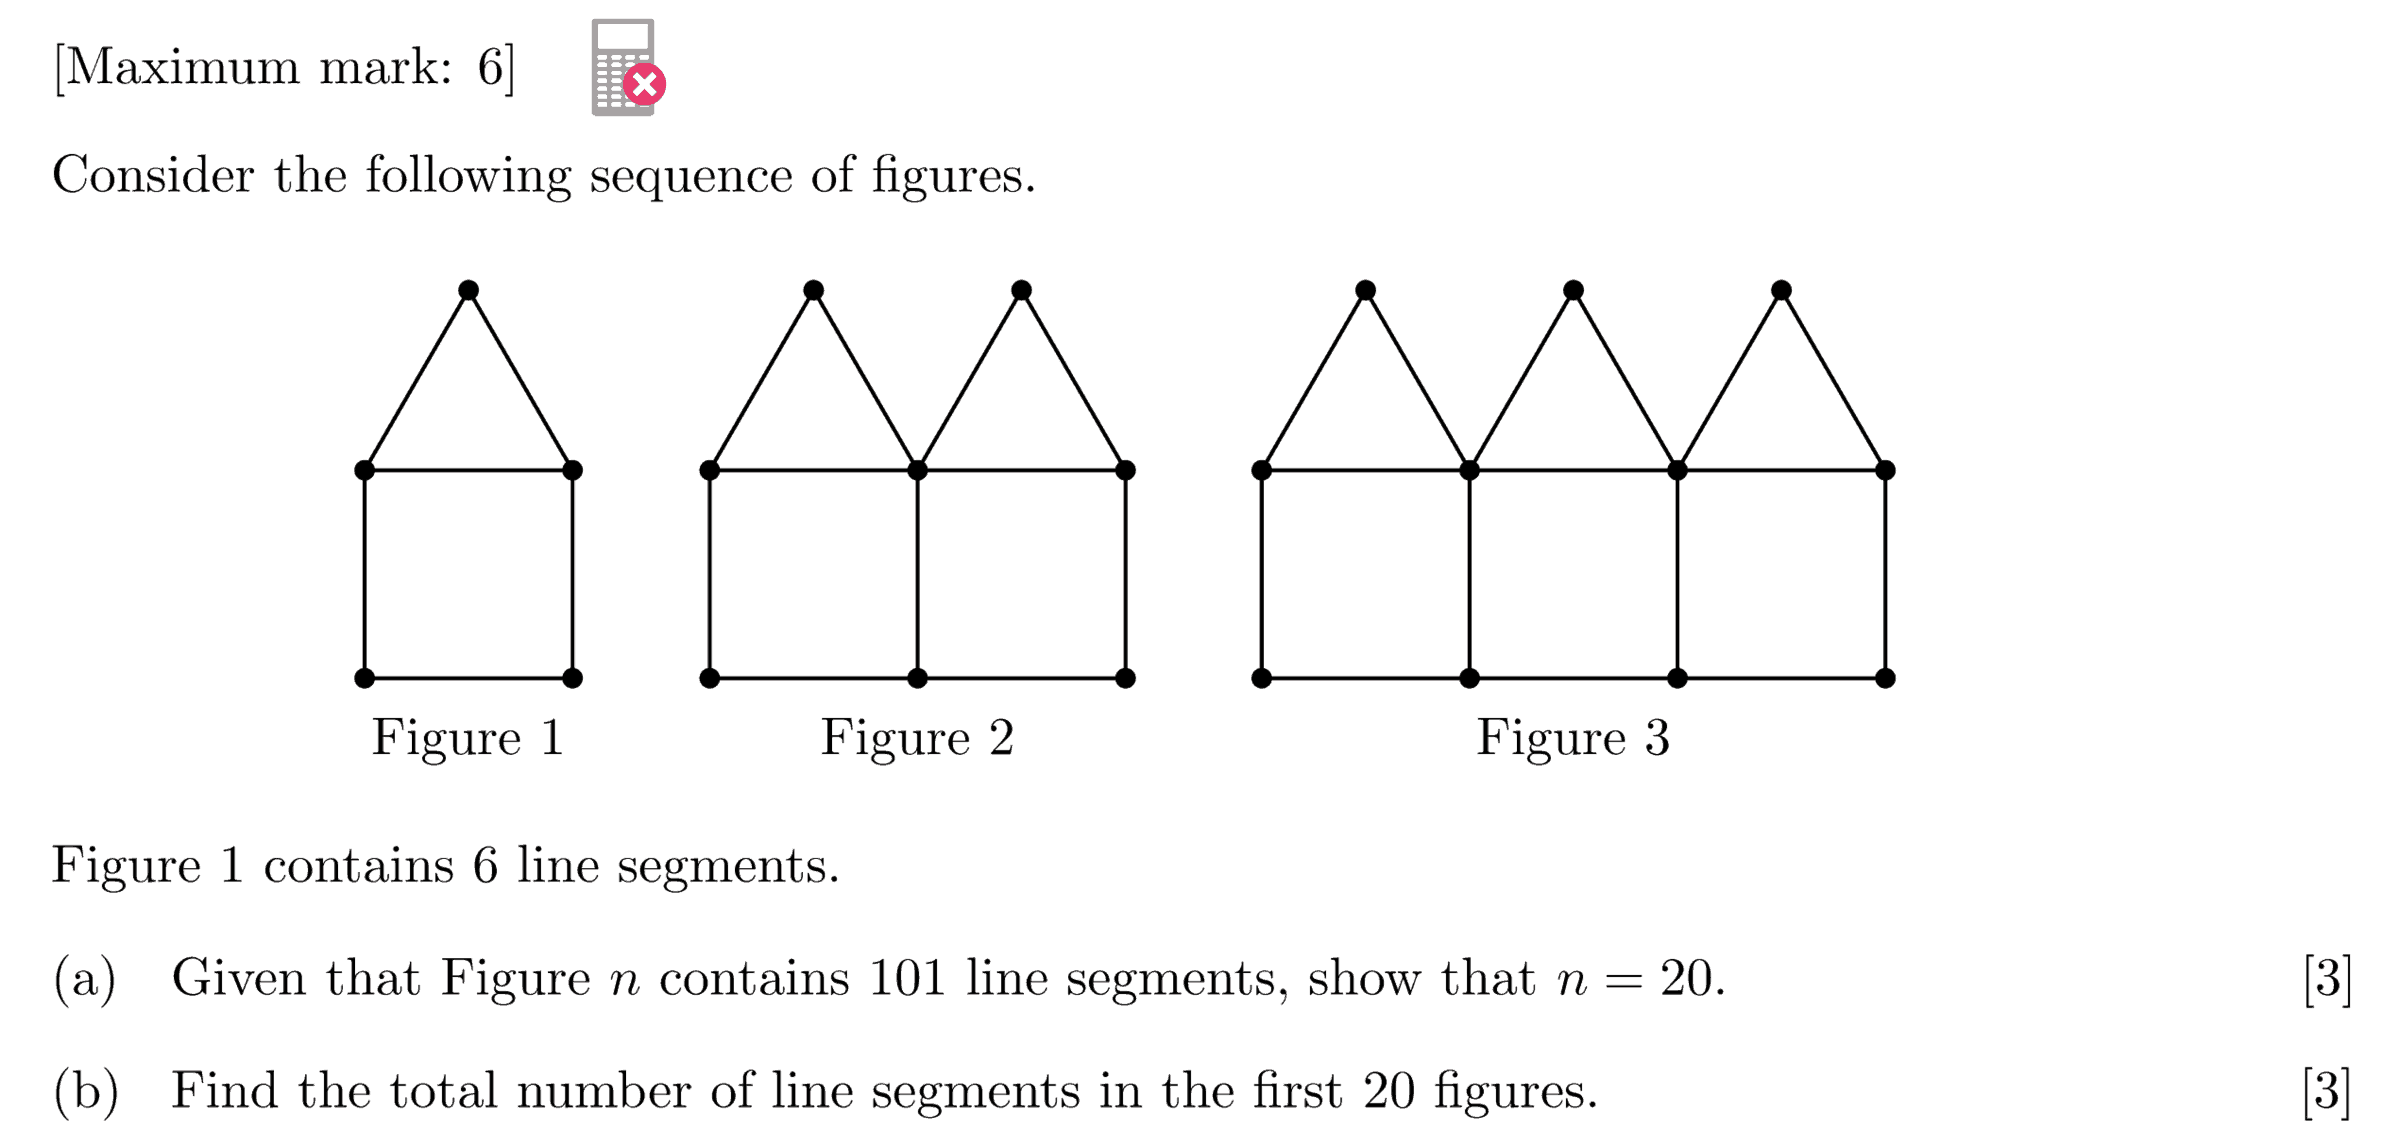 [Maximum mark: 6]
Consider the following sequence of figures.
Figure 1
Figure 2
Figure 3
Figure 1 contains 6 line segments.
(a) Given that Figure n contains 101 line segments, show that n = 20. [3]
(b) Find the total number of line segments in the first 20 figures. [3]